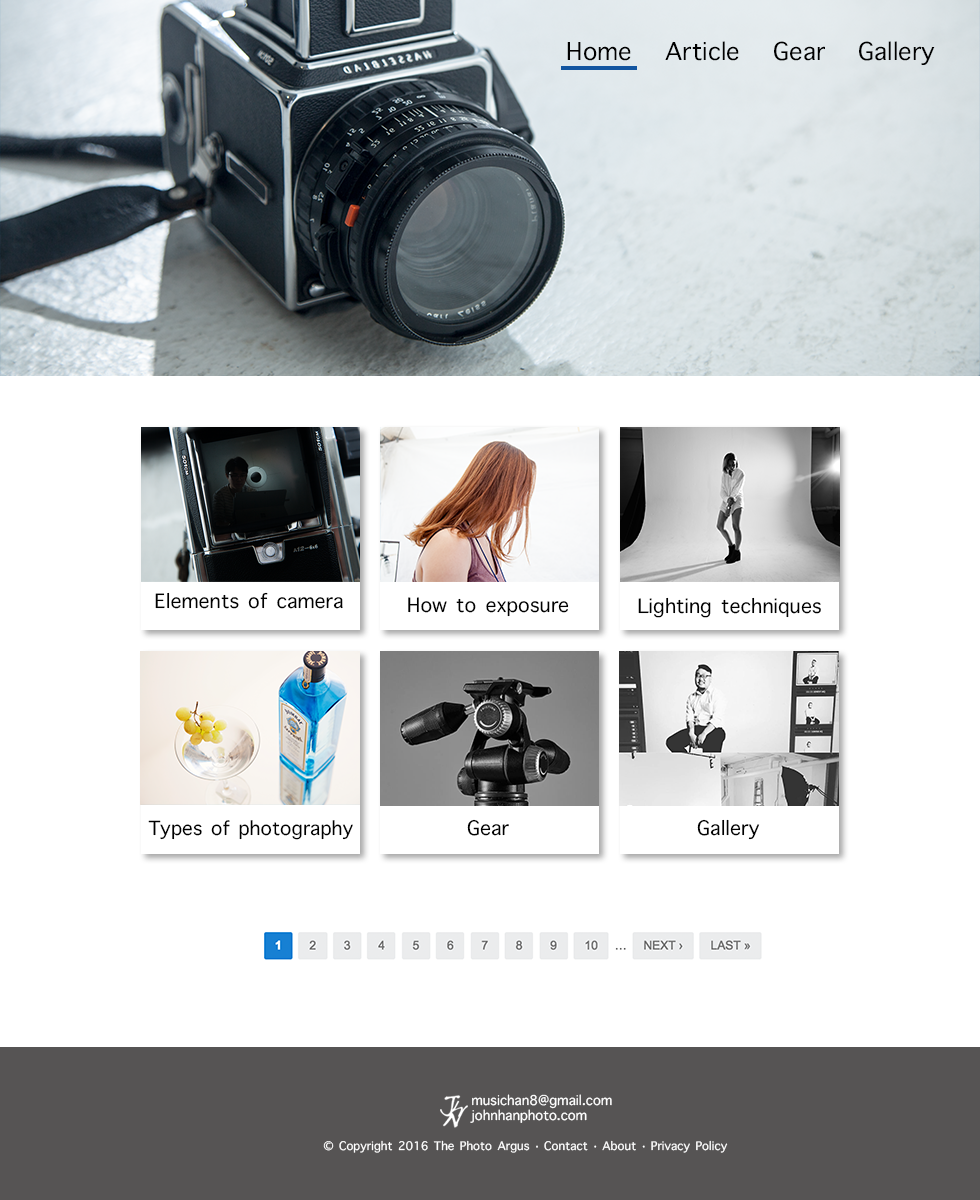 HASSELBLAD
Home Article Gear Gallery
Elements of camera
How to exposure
Lighting techniques
Types of photography
Gear
Gallery
1 2 3 4 5 6 7 8 9 10 ... NEXT › LAST »
musichan8@gmail.com
johnhanphoto.com
© Copyright 2016 The Photo Argus · Contact · About · Privacy Policy